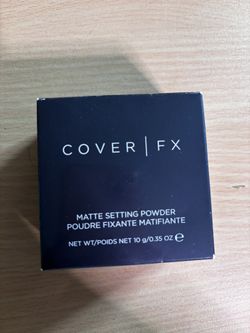 COVER | FX
MATTE SETTING POWDER
POUDRE FIXANTE MATIFIANTE
NET WT/POIDS NET 10 g/0.35 OZ ℮